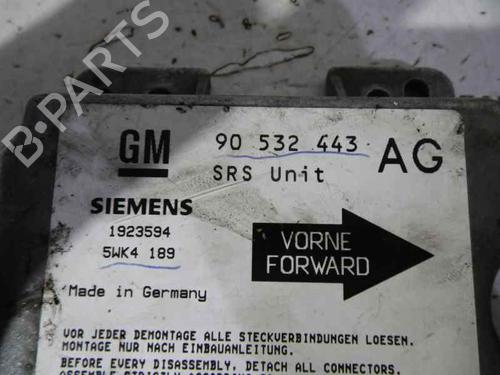 GM 90 532 443 AG
SRS Unit
SIEMENS
1923594
5WK4 189
VORNE
FORWARD
Made in Germany
VOR JEDER DEMONTAGE ALLE STECKVERBINDUNGEN LOESEN.
MONTAGE NUR NACH EINBAUANLEITUNG.
BEFORE EVERY DISASSEMBLY, DETACH ALL CONNECTORS.